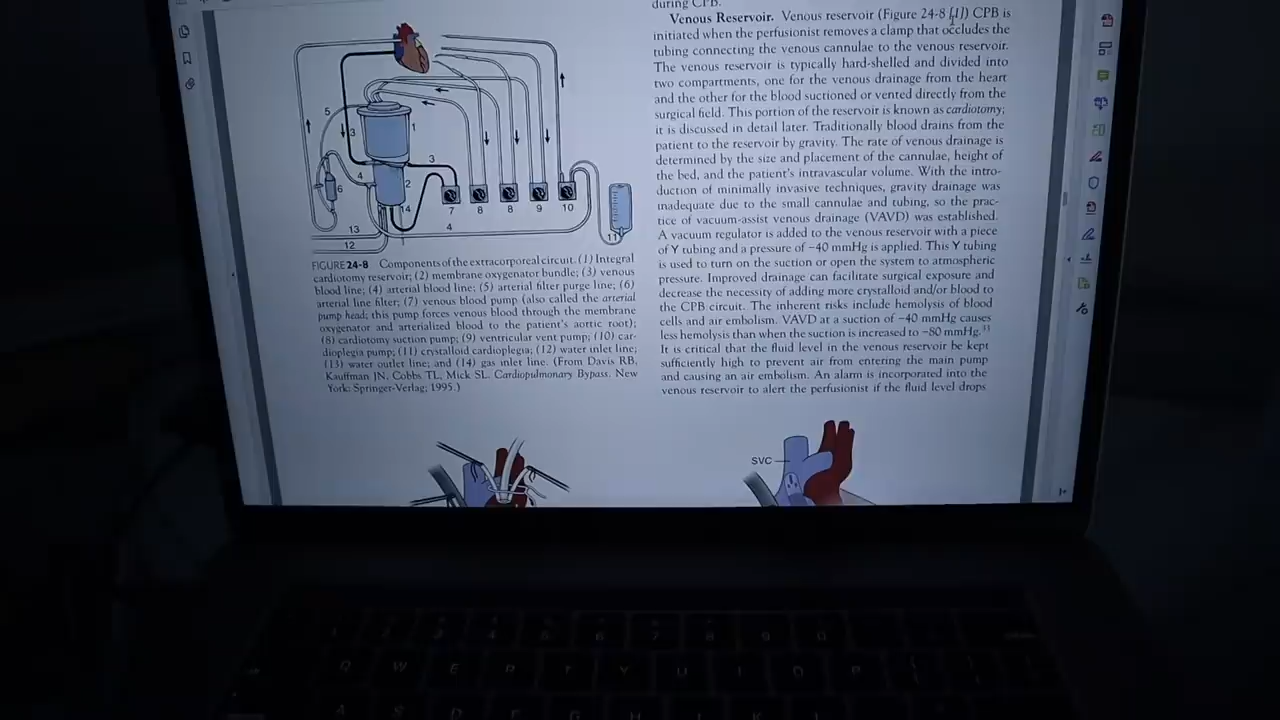 during CPB.
Venous Reservoir. Venous reservoir (Figure 24-8 [1]) CPB is
initiated when the perfusionist removes a clamp that occludes the
tubing connecting the venous cannulae to the venous reservoir.
The venous reservoir is typically hard-shelled and divided into
two compartments, one for the venous drainage from the heart
and the other for the blood suctioned or vented directly from the
surgical field. This portion of the reservoir is known as cardiotomy;
it is discussed in detail later. Traditionally blood drains from the
patient to the reservoir by gravity. The rate of venous drainage is
determined by the size and placement of the cannulae, height of
the bed, and the patient's intravascular volume. With the intro-
duction of minimally invasive techniques, gravity drainage was
inadequate due to the small cannulae and tubing, so the prac-
tice of vacuum-assist venous drainage (VAVD) was established.
A vacuum regulator is added to the venous reservoir with a piece
of Y tubing and a pressure of −40 mmHg is applied. This Y tubing
is used to turn on the suction or open the system to atmospheric
pressure. Improved drainage can facilitate surgical exposure and
decrease the necessity of adding more crystalloid and/or blood to
the CPB circuit. The inherent risks include hemolysis of blood
cells and air embolism. VAVD at a suction of −40 mmHg causes
less hemolysis than when the suction is increased to −80 mmHg.³¹
It is critical that the fluid level in the venous reservoir be kept
sufficiently high to prevent air from entering the main pump
and causing an air embolism. An alarm is incorporated into the
venous reservoir to alert the perfusionist if the fluid level drops
5
3
1
3
4
6
2
14
7
8
8
9
10
13
4
11
12
FIGURE 24-8 Components of the extracorporeal circuit. (1) Integral
cardiotomy reservoir; (2) membrane oxygenator bundle; (3) venous
blood line; (4) arterial blood line; (5) arterial filter purge line; (6)
arterial line filter; (7) venous blood pump (also called the arterial
pump head; this pump forces venous blood through the membrane
oxygenator and arterialized blood to the patient's aortic root);
(8) cardiotomy suction pump; (9) ventricular vent pump; (10) car-
dioplegia pump; (11) crystalloid cardioplegia; (12) water inlet line;
(13) water outlet line; and (14) gas inlet line. (From Davis RB,
Kauffman JN, Cobbs TL, Mick SL. Cardiopulmonary Bypass. New
York: Springer-Verlag; 1995.)
SVC